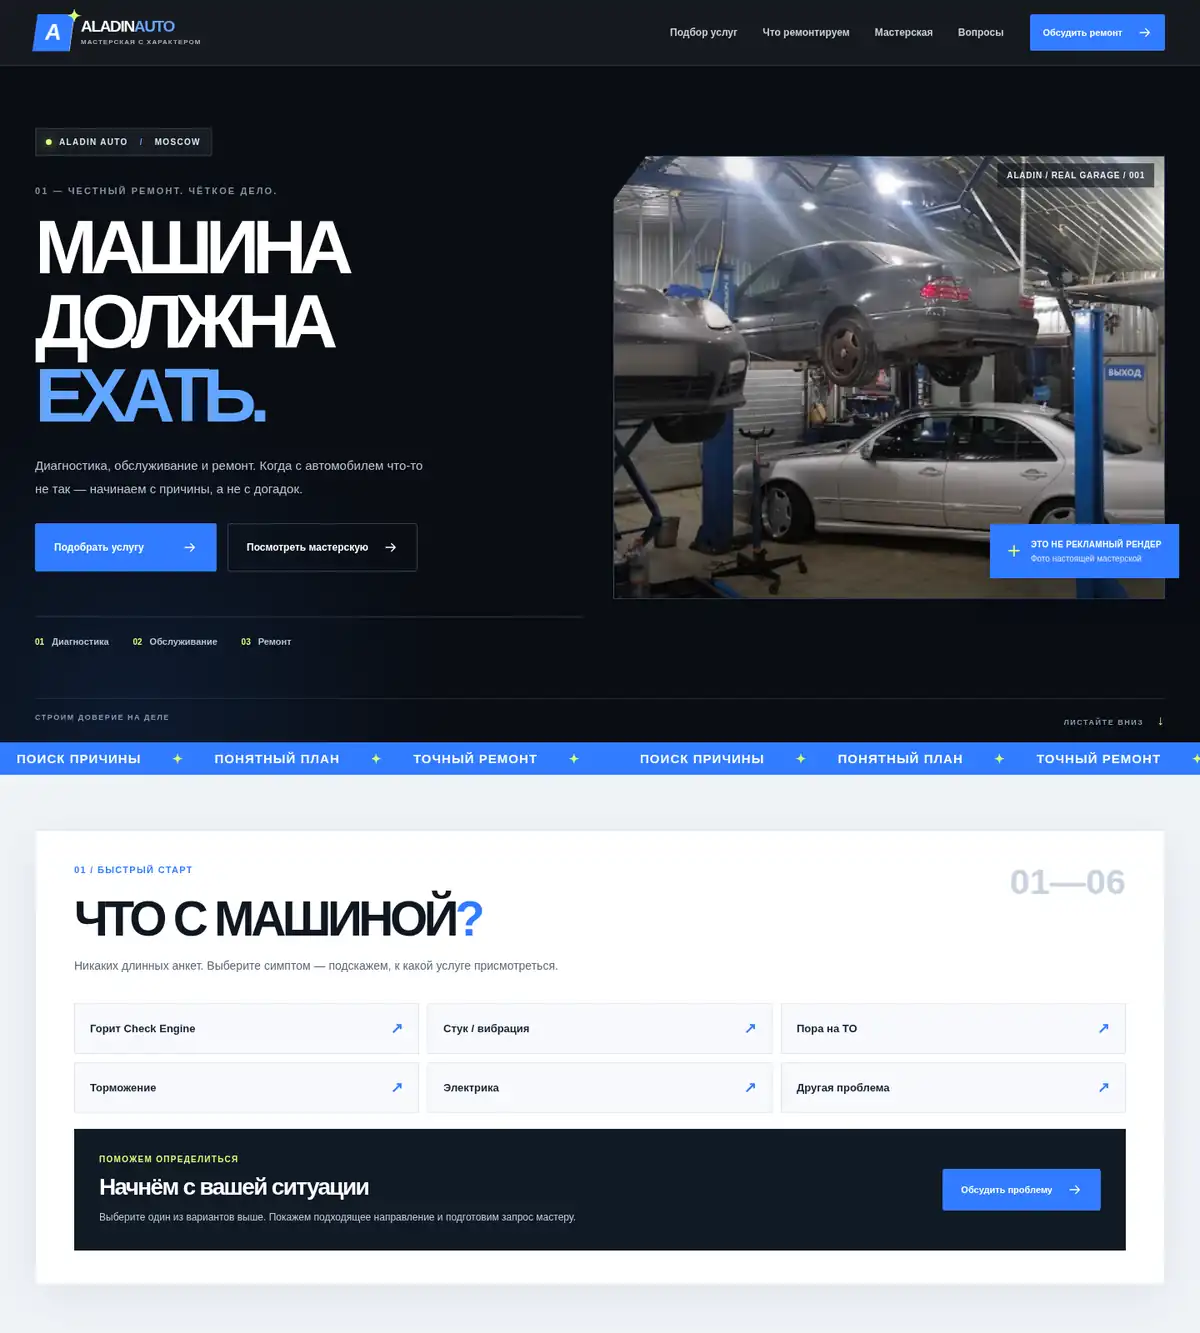 A
ALADINAUTO
МАСТЕРСКАЯ С ХАРАКТЕРОМ
Подбор услуг
Что ремонтируем
Мастерская
Вопросы
Обсудить ремонт →
ALADIN AUTO / MOSCOW
01 — ЧЕСТНЫЙ РЕМОНТ. ЧЁТКОЕ ДЕЛО.
МАШИНА
ДОЛЖНА
ЕХАТЬ.
Диагностика, обслуживание и ремонт. Когда с автомобилем что-то
не так — начинаем с причины, а не с догадок.
Подобрать услугу →
Посмотреть мастерскую →
01 Диагностика
02 Обслуживание
03 Ремонт
ALADIN / REAL GARAGE / 001
ВЫХОД
+ ЭТО НЕ РЕКЛАМНЫЙ РЕНДЕР
Фото настоящей мастерской
СТРОИМ ДОВЕРИЕ НА ДЕЛЕ
ЛИСТАЙТЕ ВНИЗ ↓
ПОИСК ПРИЧИНЫ ✦ ПОНЯТНЫЙ ПЛАН ✦ ТОЧНЫЙ РЕМОНТ ✦ ПОИСК ПРИЧИНЫ ✦ ПОНЯТНЫЙ ПЛАН ✦ ТОЧНЫЙ РЕМОНТ ✦
01 / БЫСТРЫЙ СТАРТ
01—06
ЧТО С МАШИНОЙ?
Никаких длинных анкет. Выберите симптом — подскажем, к какой услуге присмотреться.
Горит Check Engine ↗
Стук / вибрация ↗
Пора на ТО ↗
Торможение ↗
Электрика ↗
Другая проблема ↗
ПОМОЖЕМ ОПРЕДЕЛИТЬСЯ
Начнём с вашей ситуации
Выберите один из вариантов выше. Покажем подходящее направление и подготовим запрос мастеру.
Обсудить проблему →